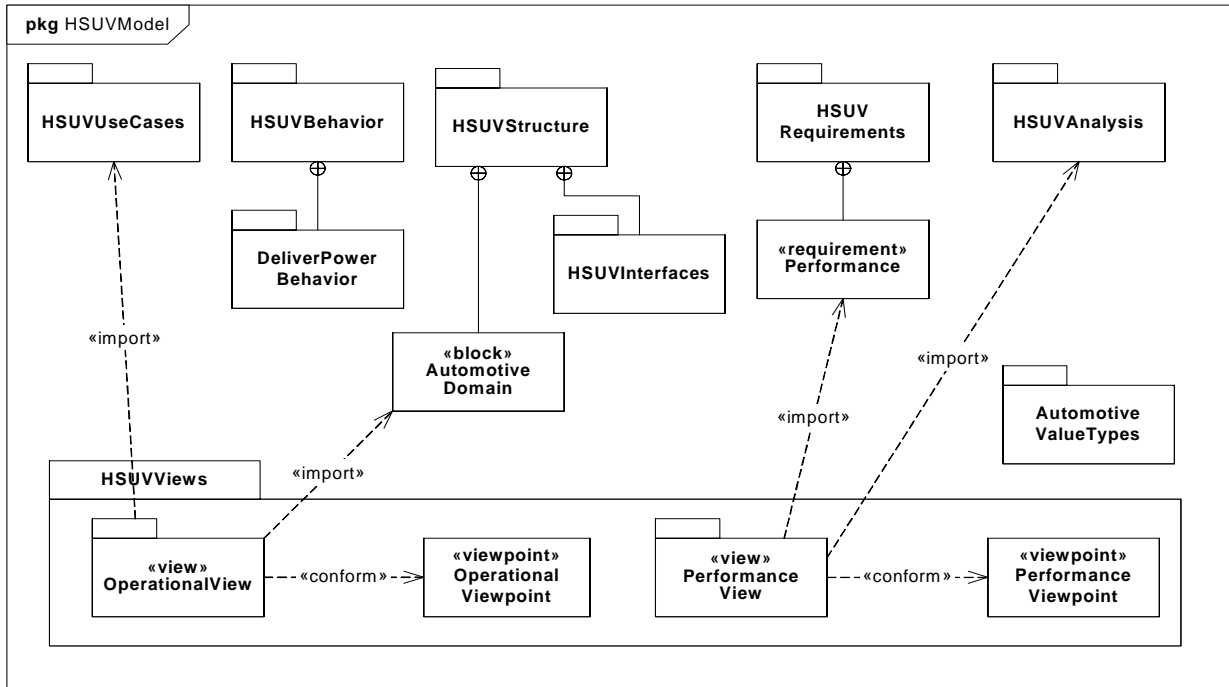 pkg HSUVModel
HSUVUseCases
HSUVBehavior
HSUVStructure
HSUV
Requirements
HSUVAnalysis
DeliverPower
Behavior
HSUVInterfaces
«requirement»
Performance
«import»
«block»
Automotive
Domain
«import»
«import»
Automotive
ValueTypes
HSUVViews
«import»
«view»
OperationalView
«conform»
«viewpoint»
Operational
Viewpoint
«view»
Performance
View
«conform»
«viewpoint»
Performance
Viewpoint